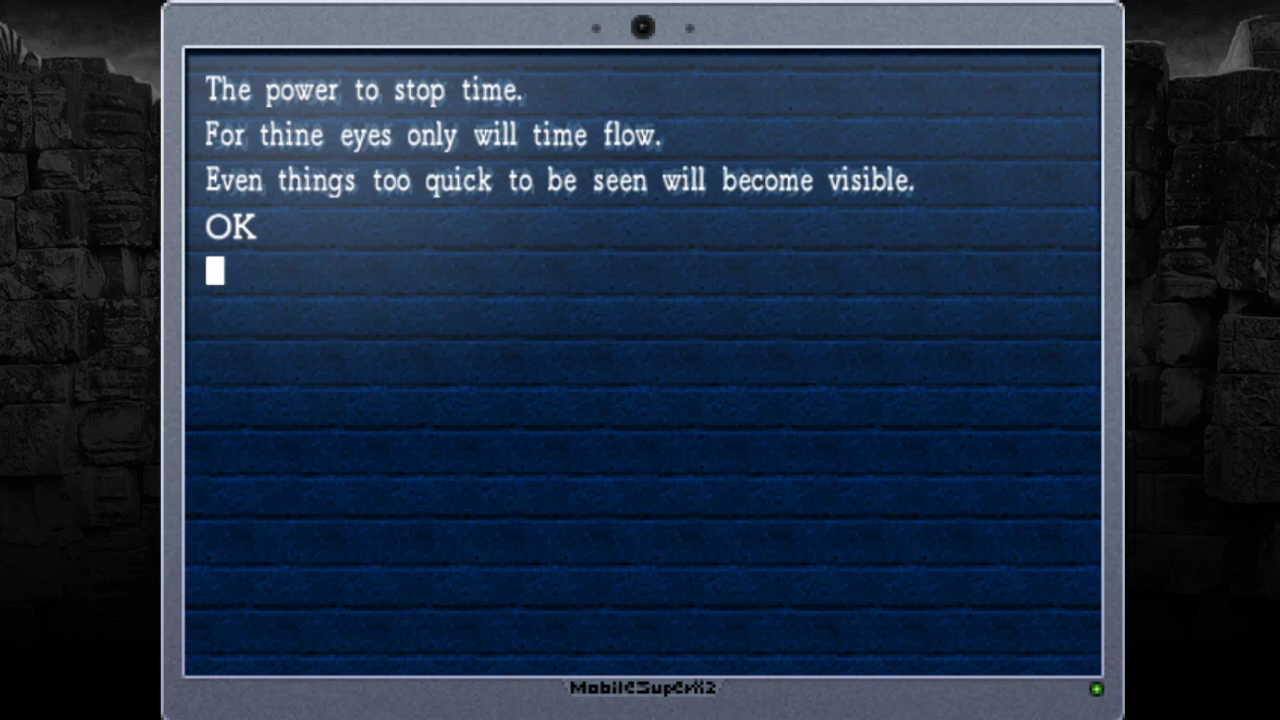 The power to stop time.
For thine eyes only will time flow.
Even things too quick to be seen will become visible.
OK
MobileSuperX2